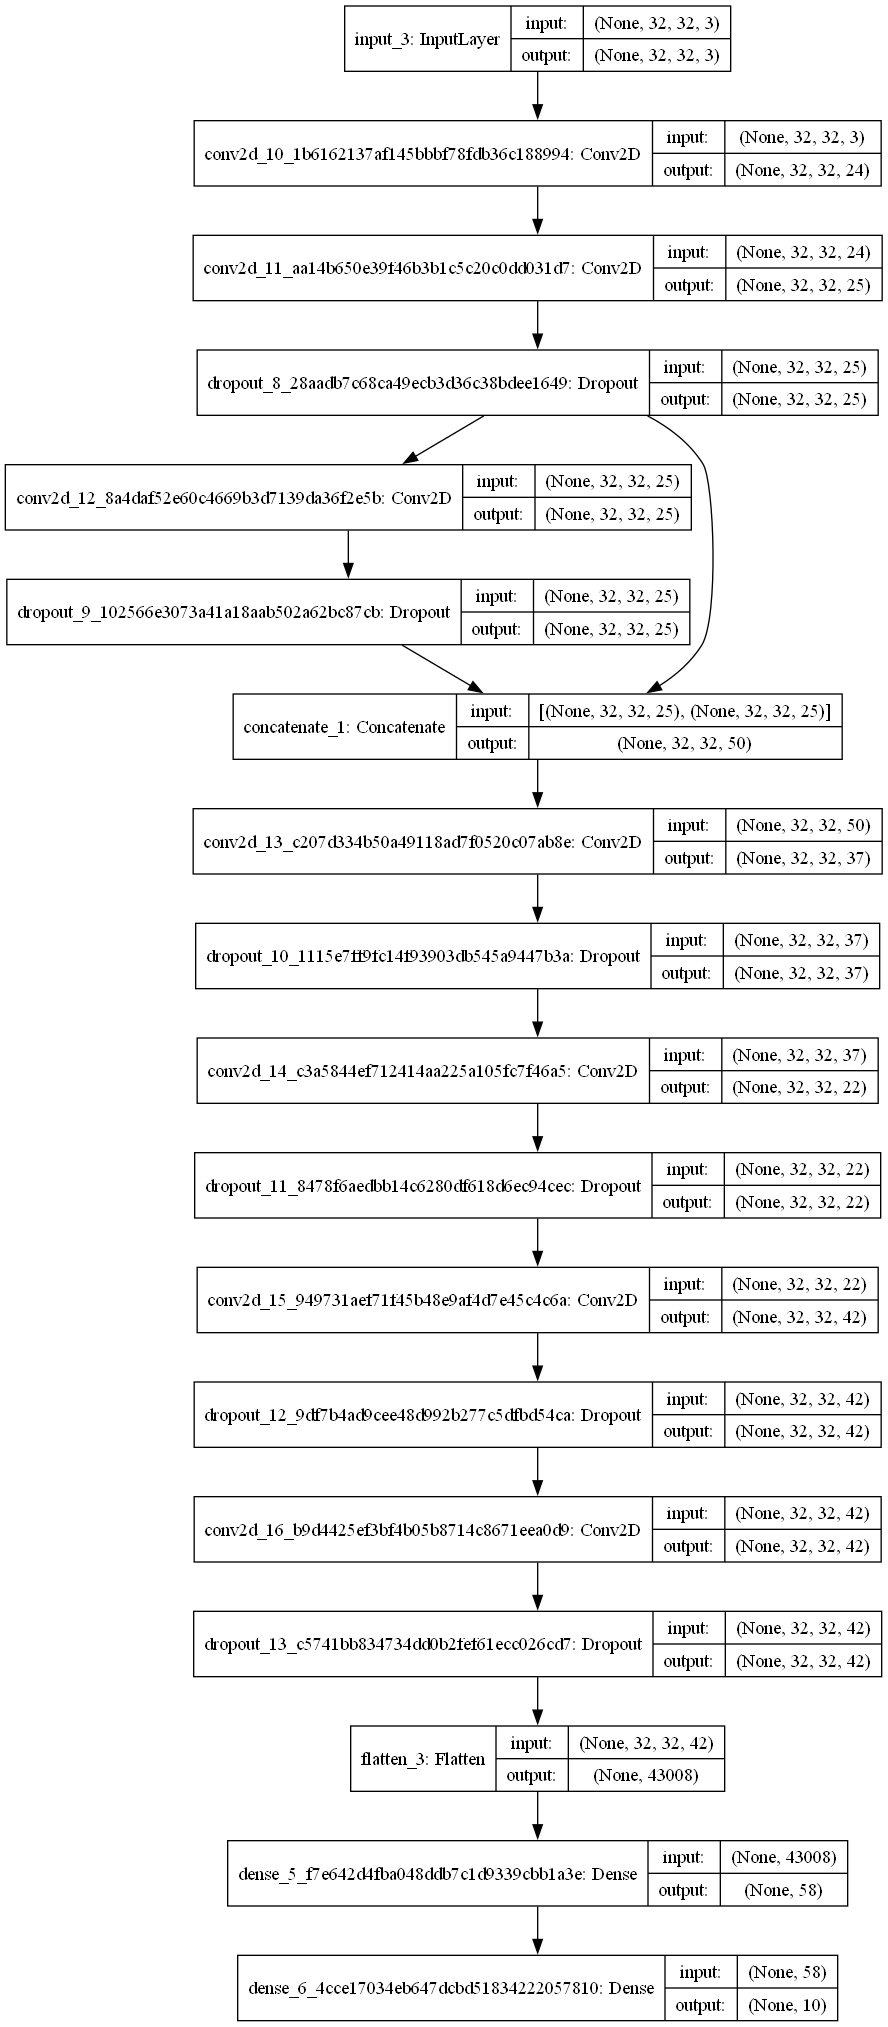 input_3: InputLayer
input: (None, 32, 32, 3)
output: (None, 32, 32, 3)
conv2d_10_1b6162137af145bbbf78fdb36c188994: Conv2D
input: (None, 32, 32, 3)
output: (None, 32, 32, 24)
conv2d_11_aa14b650e39f46b3b1c5c20c0dd031d7: Conv2D
input: (None, 32, 32, 24)
output: (None, 32, 32, 25)
dropout_8_28aadb7c68ca49ecb3d36c38bdee1649: Dropout
input: (None, 32, 32, 25)
output: (None, 32, 32, 25)
conv2d_12_8a4daf52e60c4669b3d7139da36f2e5b: Conv2D
input: (None, 32, 32, 25)
output: (None, 32, 32, 25)
dropout_9_102566e3073a41a18aab502a62bc87cb: Dropout
input: (None, 32, 32, 25)
output: (None, 32, 32, 25)
concatenate_1: Concatenate
input: [(None, 32, 32, 25), (None, 32, 32, 25)]
output: (None, 32, 32, 50)
conv2d_13_c207d334b50a49118ad7f0520c07ab8e: Conv2D
input: (None, 32, 32, 50)
output: (None, 32, 32, 37)
dropout_10_1115e7ff9fc14f93903db545a9447b3a: Dropout
input: (None, 32, 32, 37)
output: (None, 32, 32, 37)
conv2d_14_c3a5844ef712414aa225a105fc7f46a5: Conv2D
input: (None, 32, 32, 37)
output: (None, 32, 32, 22)
dropout_11_8478f6aedbb14c6280df618d6ec94cec: Dropout
input: (None, 32, 32, 22)
output: (None, 32, 32, 22)
conv2d_15_949731aef71f45b48e9af4d7e45c4c6a: Conv2D
input: (None, 32, 32, 22)
output: (None, 32, 32, 42)
dropout_12_9df7b4ad9cee48d992b277c5dfbd54ca: Dropout
input: (None, 32, 32, 42)
output: (None, 32, 32, 42)
conv2d_16_b9d4425ef3bf4b05b8714c8671eea0d9: Conv2D
input: (None, 32, 32, 42)
output: (None, 32, 32, 42)
dropout_13_c5741bb834734dd0b2fef61ecc026cd7: Dropout
input: (None, 32, 32, 42)
output: (None, 32, 32, 42)
flatten_3: Flatten
input: (None, 32, 32, 42)
output: (None, 43008)
dense_5_f7e642d4fba048ddb7c1d9339cbb1a3e: Dense
input: (None, 43008)
output: (None, 58)
dense_6_4cce17034eb647dcbd51834222057810: Dense
input: (None, 58)
output: (None, 10)